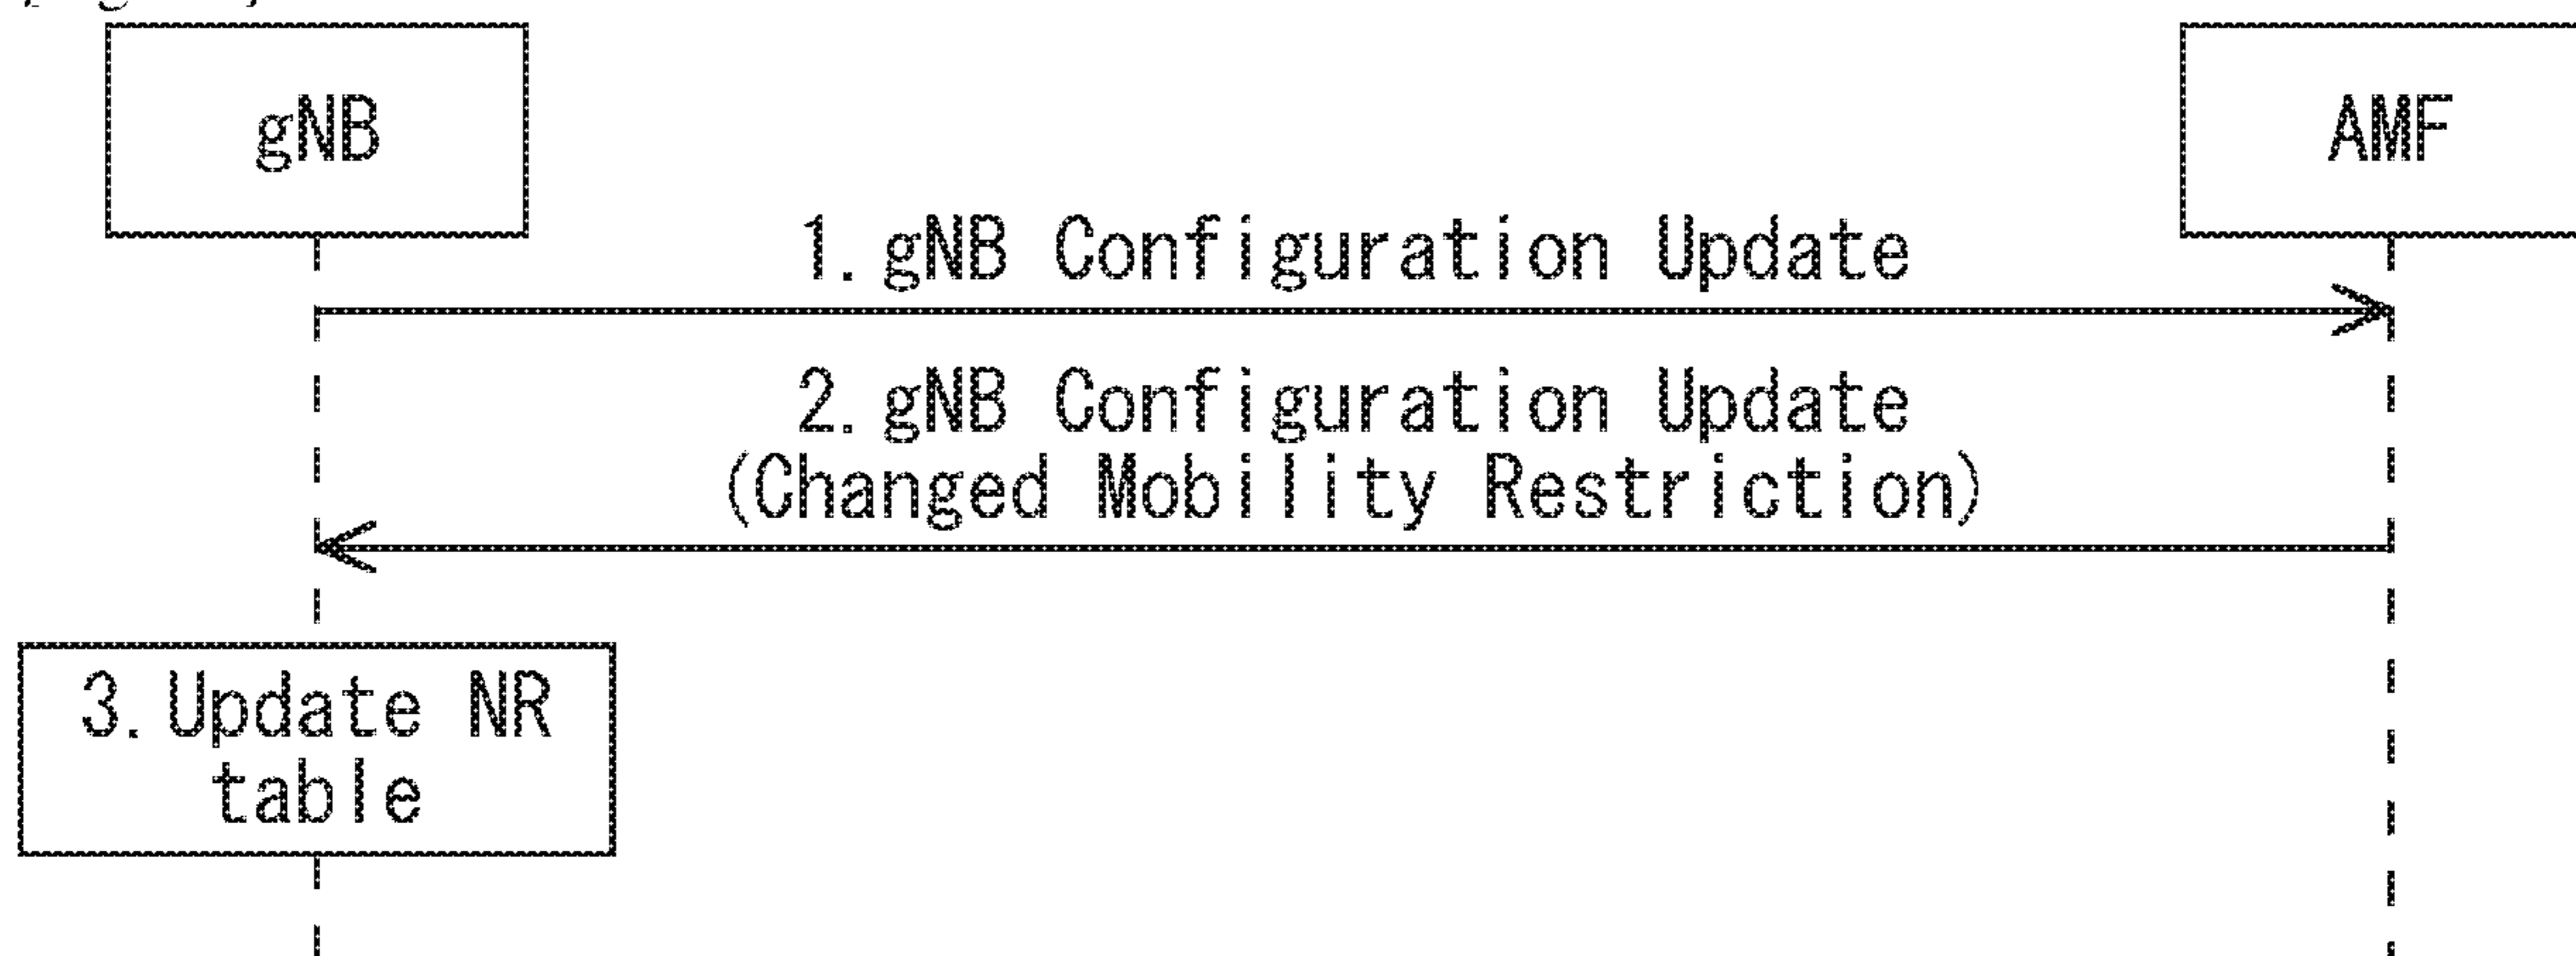 gNB
AMF
1. gNB Configuration Update
2. gNB Configuration Update
(Changed Mobility Restriction)
3. Update NR
table